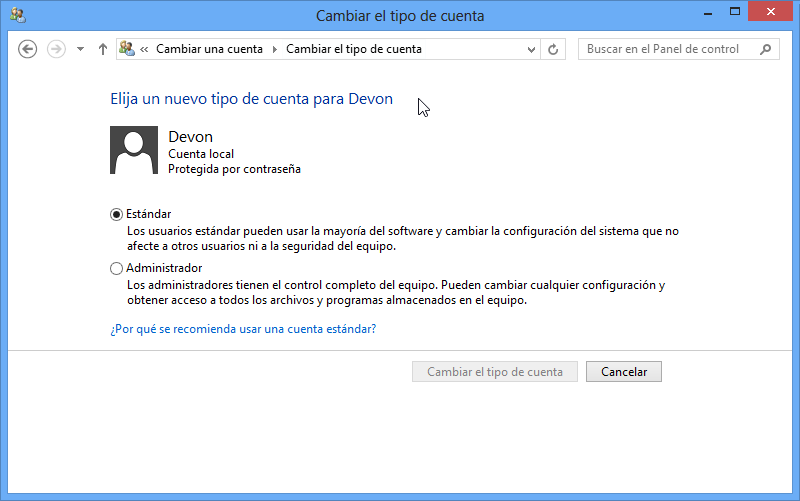 Cambiar el tipo de cuenta
« Cambiar una cuenta Cambiar el tipo de cuenta
Buscar en el Panel de control
Elija un nuevo tipo de cuenta para Devon
Devon
Cuenta local
Protegida por contraseña
Estándar
Los usuarios estándar pueden usar la mayoría del software y cambiar la configuración del sistema que no
afecte a otros usuarios ni a la seguridad del equipo.
Administrador
Los administradores tienen el control completo del equipo. Pueden cambiar cualquier configuración y
obtener acceso a todos los archivos y programas almacenados en el equipo.
¿Por qué se recomienda usar una cuenta estándar?
Cambiar el tipo de cuenta
Cancelar